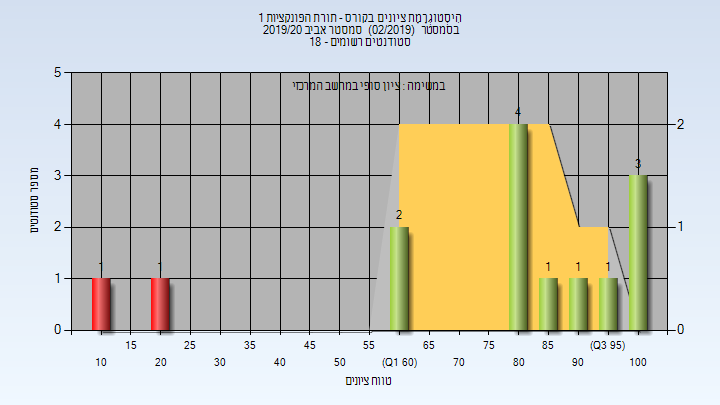 היסטוגרמת ציונים בקורס - תורת הפונקציות 1
בסמסטר (02/2019) סמסטר אביב 2019/20
סטודנטים רשומים - 18
במשימה : ציון סופי במחשב המרכזי
מספר סטודנטים
5
4
3
2
1
0
2
1
0
1
1
2
4
1
1
1
3
15 25 35 45 55 65 75 85 (Q3 95)
10 20 30 40 50 (Q1 60) 70 80 90 100
טווח ציונים